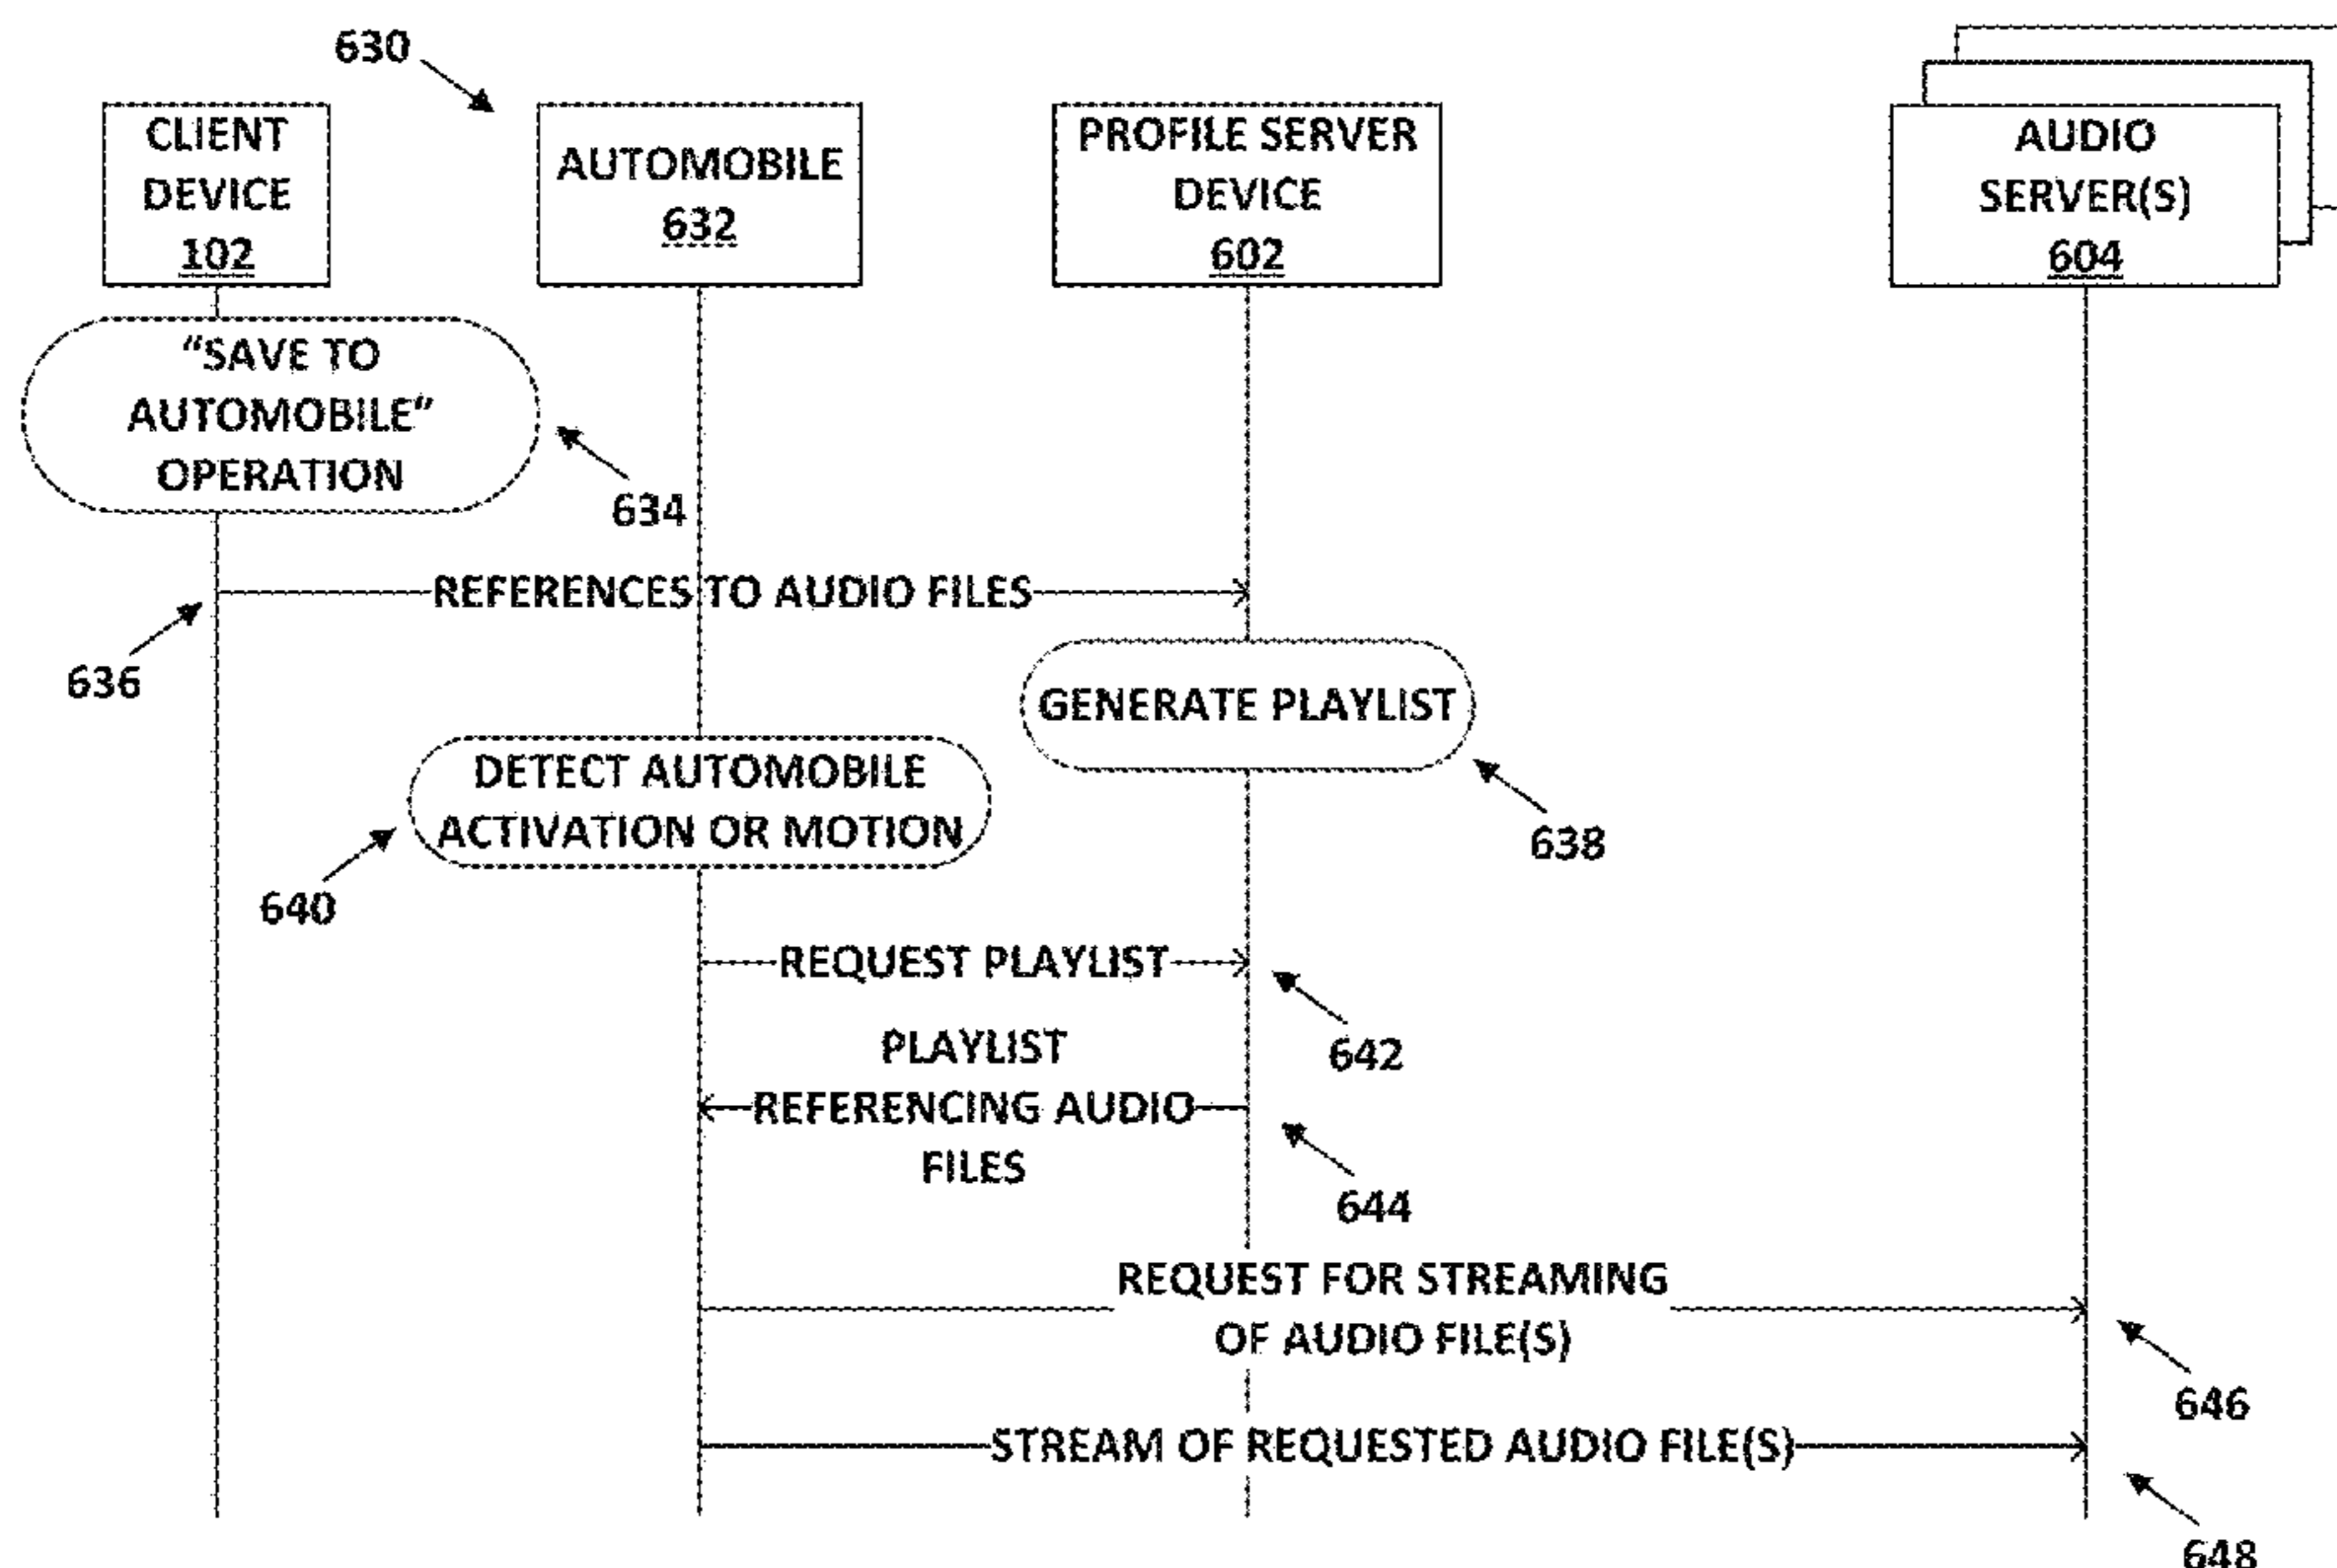 630
CLIENT
DEVICE
102
AUTOMOBILE
632
PROFILE SERVER
DEVICE
602
AUDIO
SERVER(S)
604
“SAVE TO
AUTOMOBILE”
OPERATION
634
REFERENCES TO AUDIO FILES
636
GENERATE PLAYLIST
638
DETECT AUTOMOBILE
ACTIVATION OR MOTION
640
REQUEST PLAYLIST
642
PLAYLIST
REFERENCING AUDIO
FILES
644
REQUEST FOR STREAMING
OF AUDIO FILE(S)
646
STREAM OF REQUESTED AUDIO FILE(S)
648